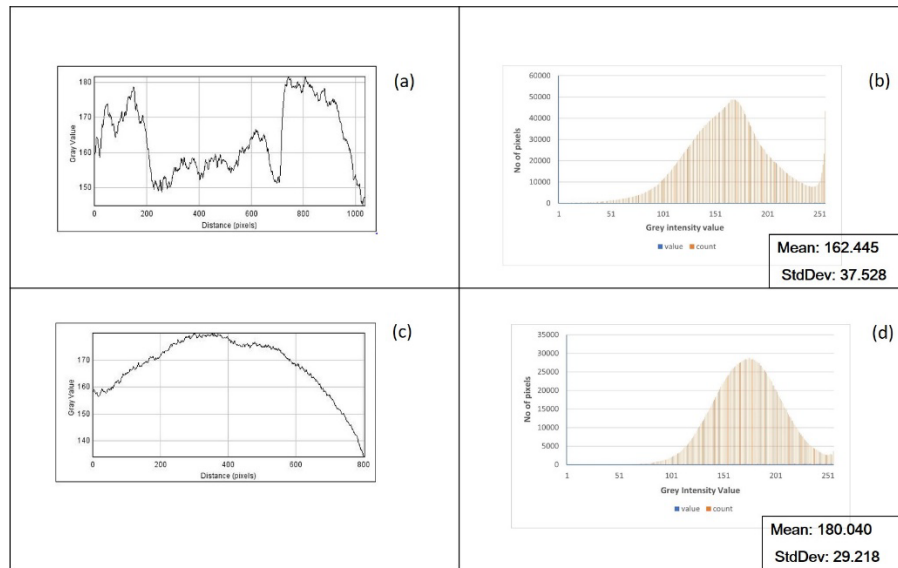 (a)
180
170
160
150
Gray Value
0 200 400 600 800 1000
Distance (pixels)
(b)
60000
50000
40000
30000
20000
10000
0
No of pixels
1 51 101 151 201 251
Grey intensity value
value count
Mean: 162.445
StdDev: 37.528
(c)
170
160
150
140
Gray Value
0 200 400 600 800
Distance (pixels)
(d)
35000
30000
25000
20000
15000
10000
5000
0
No of pixels
1 51 101 151 201 251
Grey Intensity Value
value count
Mean: 180.040
StdDev: 29.218